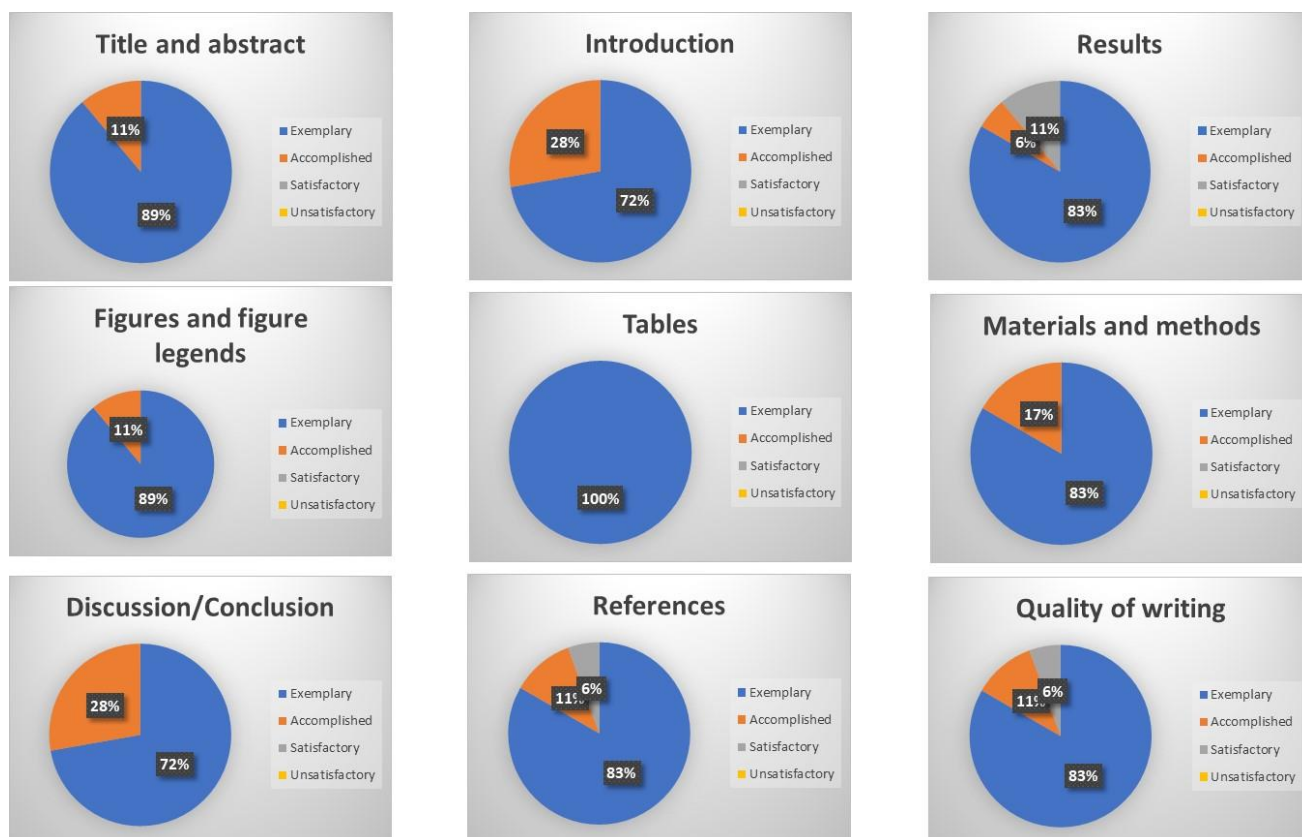 Title and abstract
11%
89%
Exemplary
Accomplished
Satisfactory
Unsatisfactory
Introduction
28%
72%
Exemplary
Accomplished
Satisfactory
Unsatisfactory
Results
11%
6%
83%
Exemplary
Accomplished
Satisfactory
Unsatisfactory
Figures and figure
legends
11%
89%
Exemplary
Accomplished
Satisfactory
Unsatisfactory
Tables
100%
Exemplary
Accomplished
Satisfactory
Unsatisfactory
Materials and methods
17%
83%
Exemplary
Accomplished
Satisfactory
Unsatisfactory
Discussion/Conclusion
28%
72%
Exemplary
Accomplished
Satisfactory
Unsatisfactory
References
11%
6%
83%
Exemplary
Accomplished
Satisfactory
Unsatisfactory
Quality of writing
11%
6%
83%
Exemplary
Accomplished
Satisfactory
Unsatisfactory